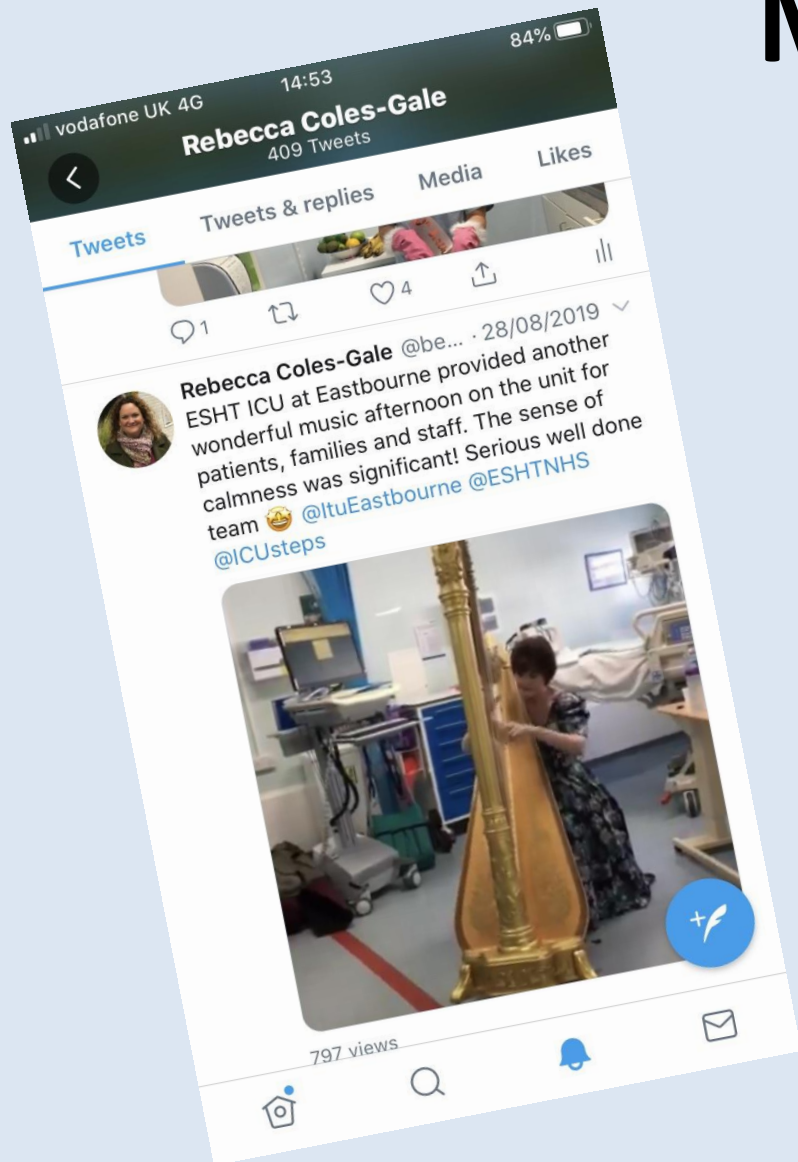 M
vodafone UK 4G 14:53 84%
Rebecca Coles-Gale
409 Tweets
Tweets Tweets & replies Media Likes
1 4
Rebecca Coles-Gale @be... · 28/08/2019
ESHT ICU at Eastbourne provided another
wonderful music afternoon on the unit for
patients, families and staff. The sense of
calmness was significant! Serious well done
team 🤩 @ItuEastbourne @ESHTNHS
@ICUsteps
797 views